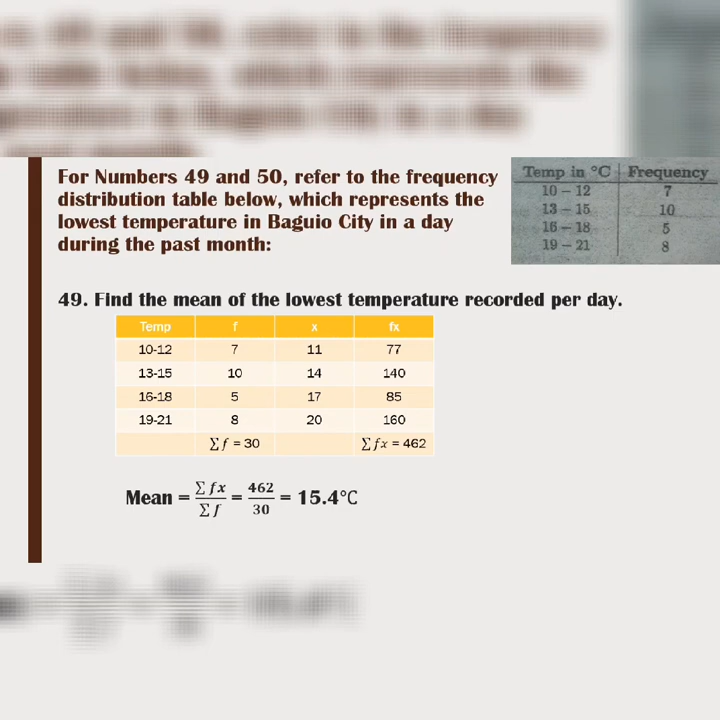 For Numbers 49 and 50, refer to the frequency
distribution table below, which represents the
lowest temperature in Baguio City in a day
during the past month:
Temp in °C Frequency
10 – 12 7
13 – 15 10
16 – 18 5
19 – 21 8
49. Find the mean of the lowest temperature recorded per day.
Temp f x fx
10-12 7 11 77
13-15 10 14 140
16-18 5 17 85
19-21 8 20 160
∑f = 30 ∑fx = 462
Mean = ∑fx/∑f = 462/30 = 15.4°C